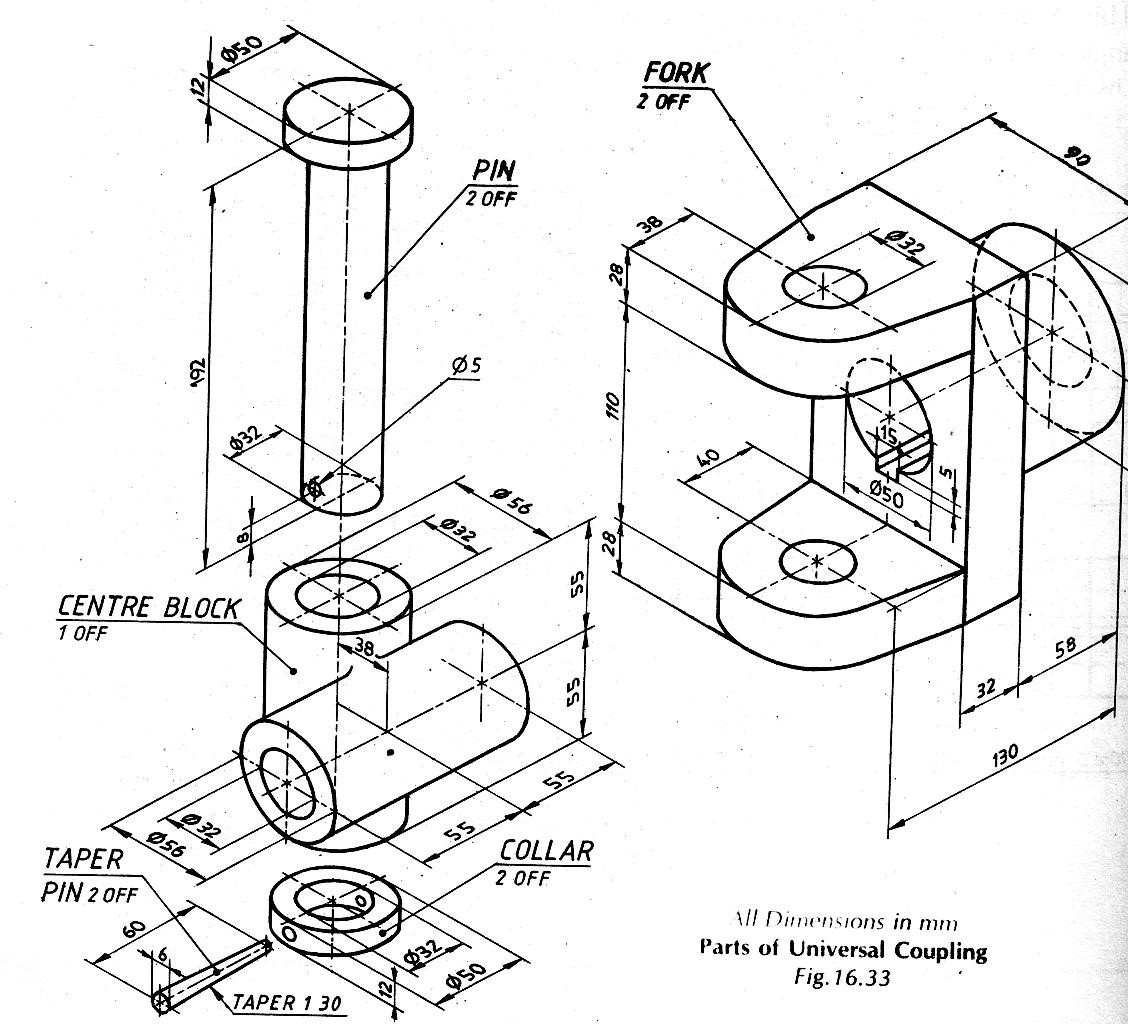 Ø50
12
PIN
2 OFF
192
Ø5
Ø32
8
FORK
2 OFF
90
38
Ø32
28
110
15
5
40
Ø50
28
58
32
130
Ø56
Ø32
55
CENTRE BLOCK
1 OFF
38
55
55
Ø32
Ø56
55
TAPER
PIN 2 OFF
60
6
TAPER 1 30
COLLAR
2 OFF
Ø32
Ø50
12
All Dimensions in mm
Parts of Universal Coupling
Fig.16.33